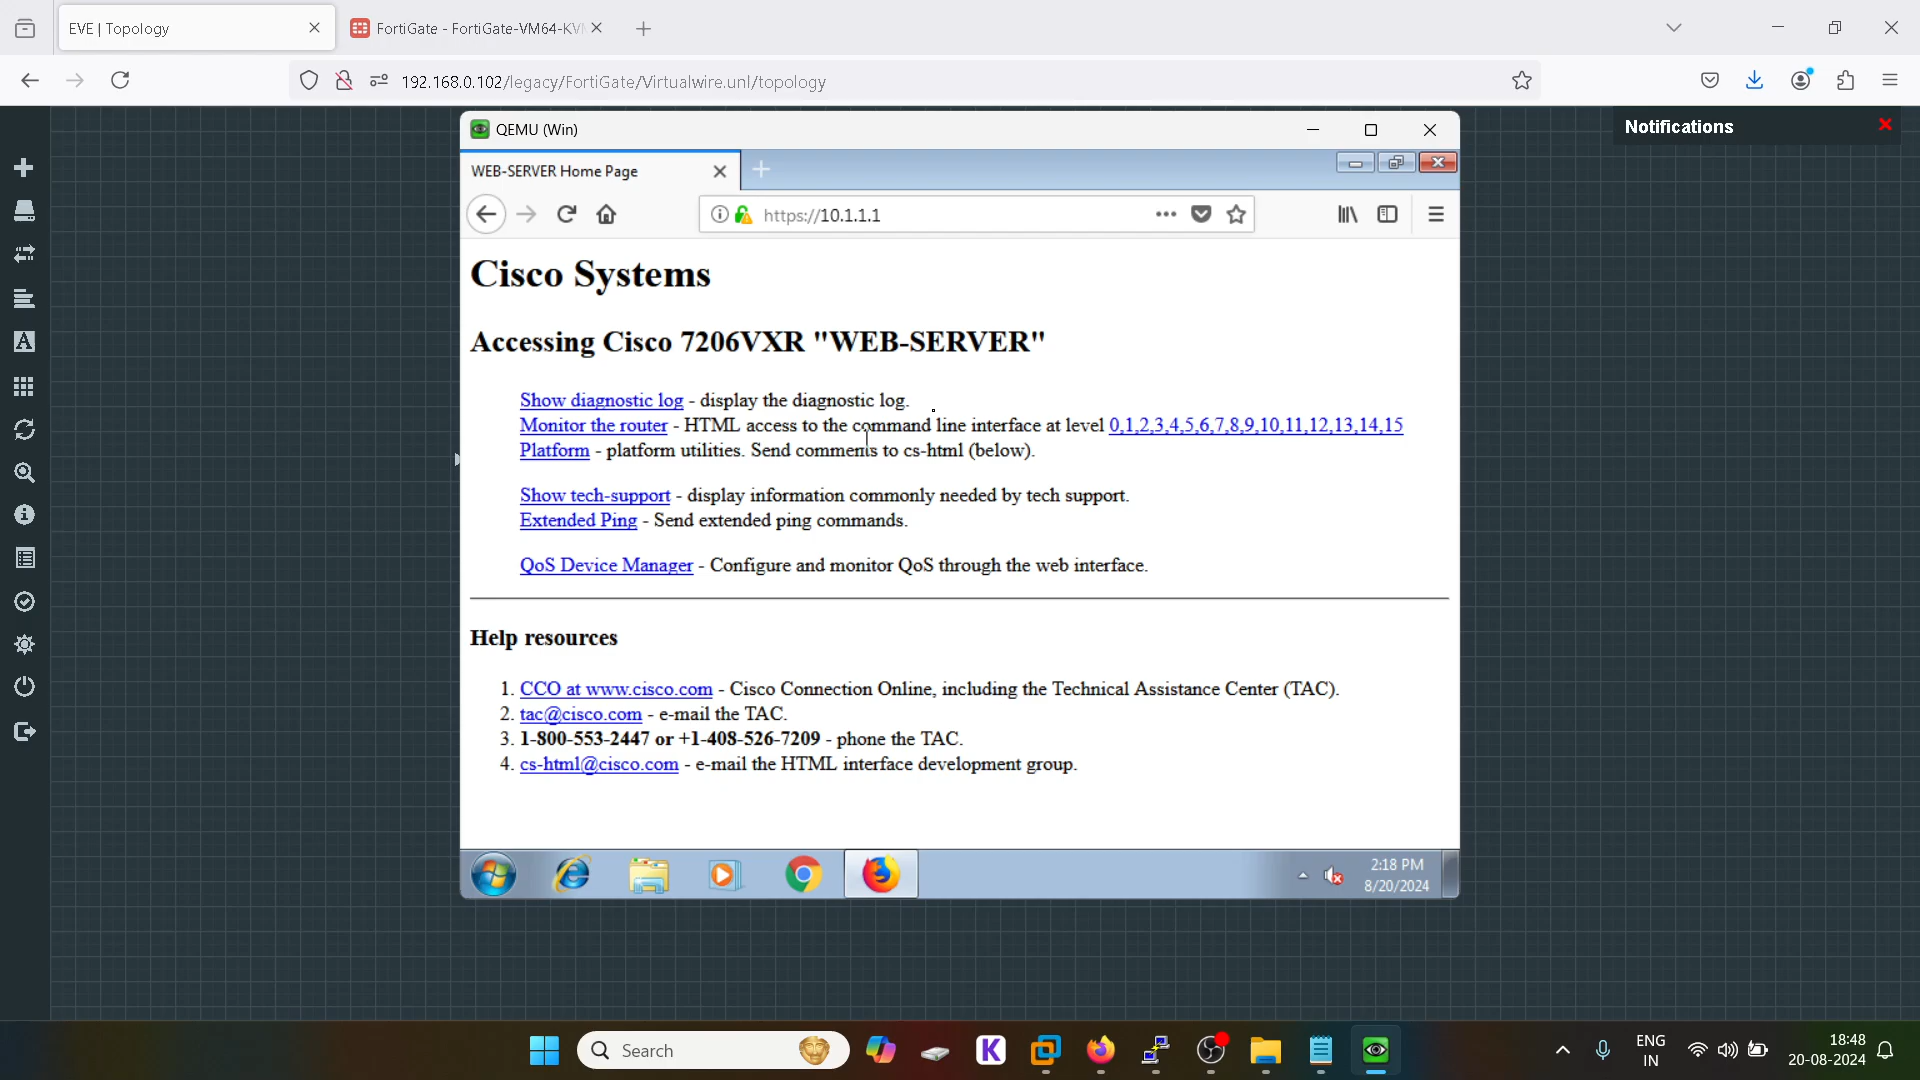 EVE | Topology
FortiGate - FortiGate-VM64-KV
192.168.0.102/legacy/FortiGate/Virtualwire.unl/topology
QEMU (Win)
Notifications
WEB-SERVER Home Page
https://10.1.1.1
Cisco Systems
Accessing Cisco 7206VXR "WEB-SERVER"
Show diagnostic log - display the diagnostic log.
Monitor the router - HTML access to the command line interface at level 0,1,2,3,4,5,6,7,8,9,10,11,12,13,14,15
Platform - platform utilities. Send comments to cs-html (below).
Show tech-support - display information commonly needed by tech support.
Extended Ping - Send extended ping commands.
QoS Device Manager - Configure and monitor QoS through the web interface.
Help resources
1. CCO at www.cisco.com - Cisco Connection Online, including the Technical Assistance Center (TAC).
2. tac@cisco.com - e-mail the TAC.
3. 1-800-553-2447 or +1-408-526-7209 - phone the TAC.
4. cs-html@cisco.com - e-mail the HTML interface development group.
2:18 PM
8/20/2024
Search
K
ENG
IN
18:48
20-08-2024